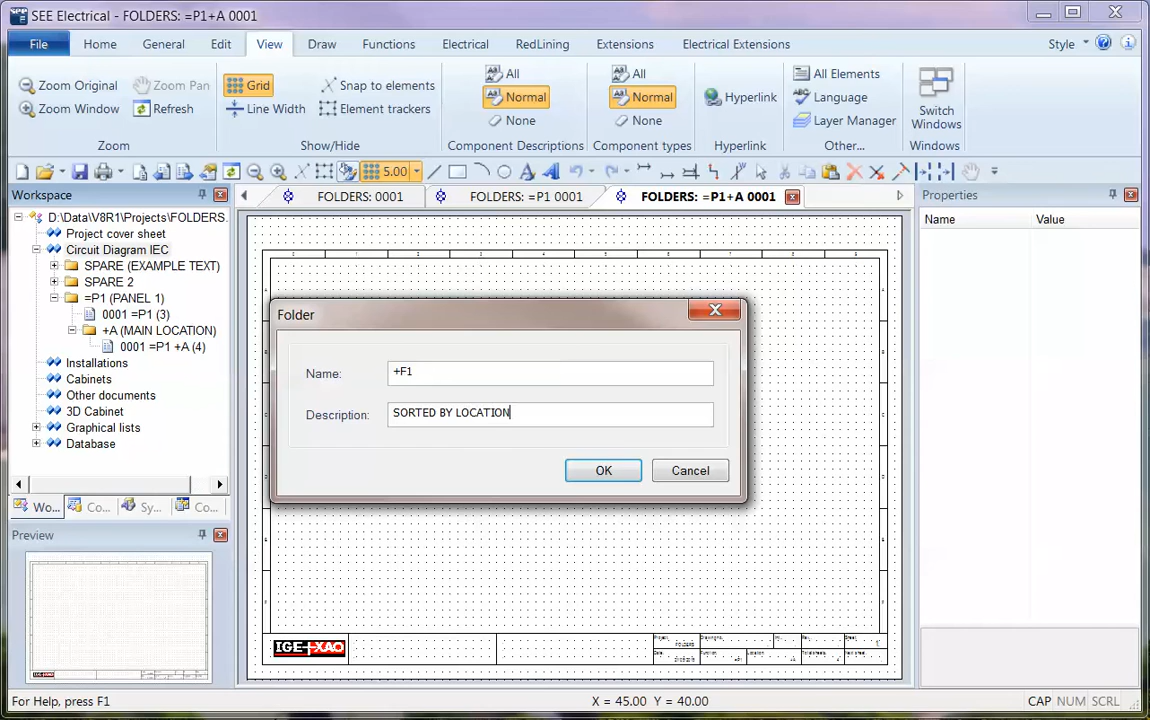 SEE Electrical - FOLDERS: =P1+A 0001
File Home General Edit View Draw Functions Electrical RedLining Extensions Electrical Extensions Style
Zoom Original Zoom Pan Grid Snap to elements All All Hyperlink All Elements Switch Windows
Zoom Window Refresh Line Width Element trackers Normal Normal Language
None None Layer Manager
Zoom Show/Hide Component Descriptions Component types Hyperlink Other... Windows
5.00
Workspace
FOLDERS: 0001 FOLDERS: =P1 0001 FOLDERS: =P1+A 0001
Properties
D:\Data\V8R1\Projects\FOLDERS.
Name Value
Project cover sheet
Circuit Diagram IEC
SPARE (EXAMPLE TEXT)
SPARE 2
=P1 (PANEL 1)
0001 =P1 (3)
+A (MAIN LOCATION)
0001 =P1 +A (4)
Installations
Cabinets
Other documents
3D Cabinet
Graphical lists
Database
Wo... Co... Sy... Co...
Folder
Name: +F1
Description: SORTED BY LOCATION
OK Cancel
Preview
IGE+XAO
For Help, press F1 X = 45.00 Y = 40.00 CAP NUM SCRL